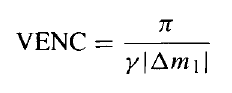 VENC = π / γ|Δm₁|